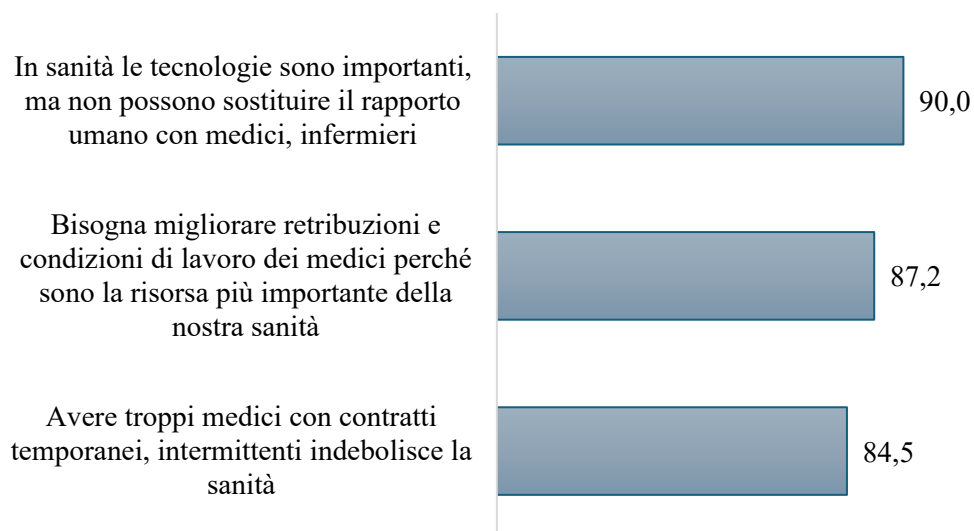 In sanità le tecnologie sono importanti,
ma non possono sostituire il rapporto
umano con medici, infermieri
90,0
Bisogna migliorare retribuzioni e
condizioni di lavoro dei medici perché
sono la risorsa più importante della
nostra sanità
87,2
Avere troppi medici con contratti
temporanei, intermittenti indebolisce la
sanità
84,5